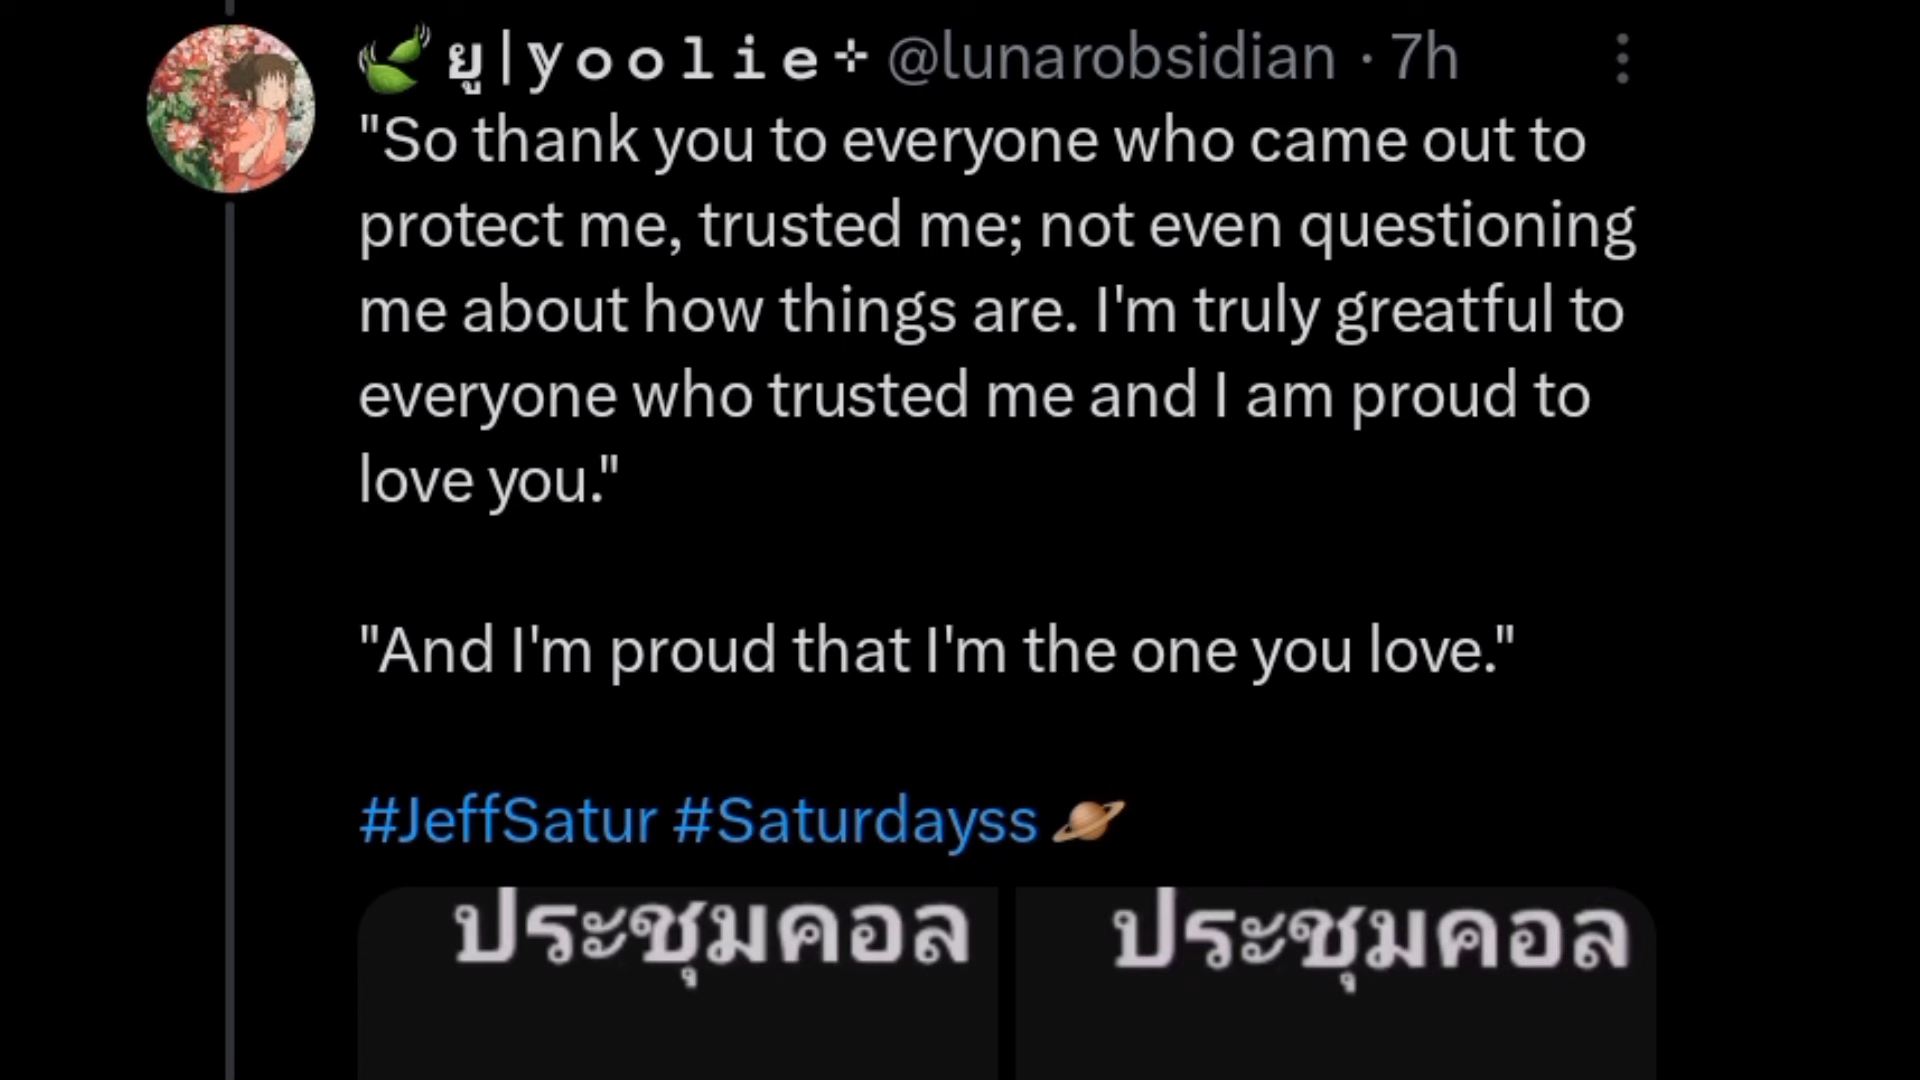 🍃 ยู|𝕪𝚘𝚘𝚕𝚒𝚎⊹ @lunarobsidian · 7h
"So thank you to everyone who came out to
protect me, trusted me; not even questioning
me about how things are. I'm truly greatful to
everyone who trusted me and I am proud to
love you."
"And I'm proud that I'm the one you love."
#JeffSatur #Saturdayss 🪐
ประชุมคอล
ประชุมคอล